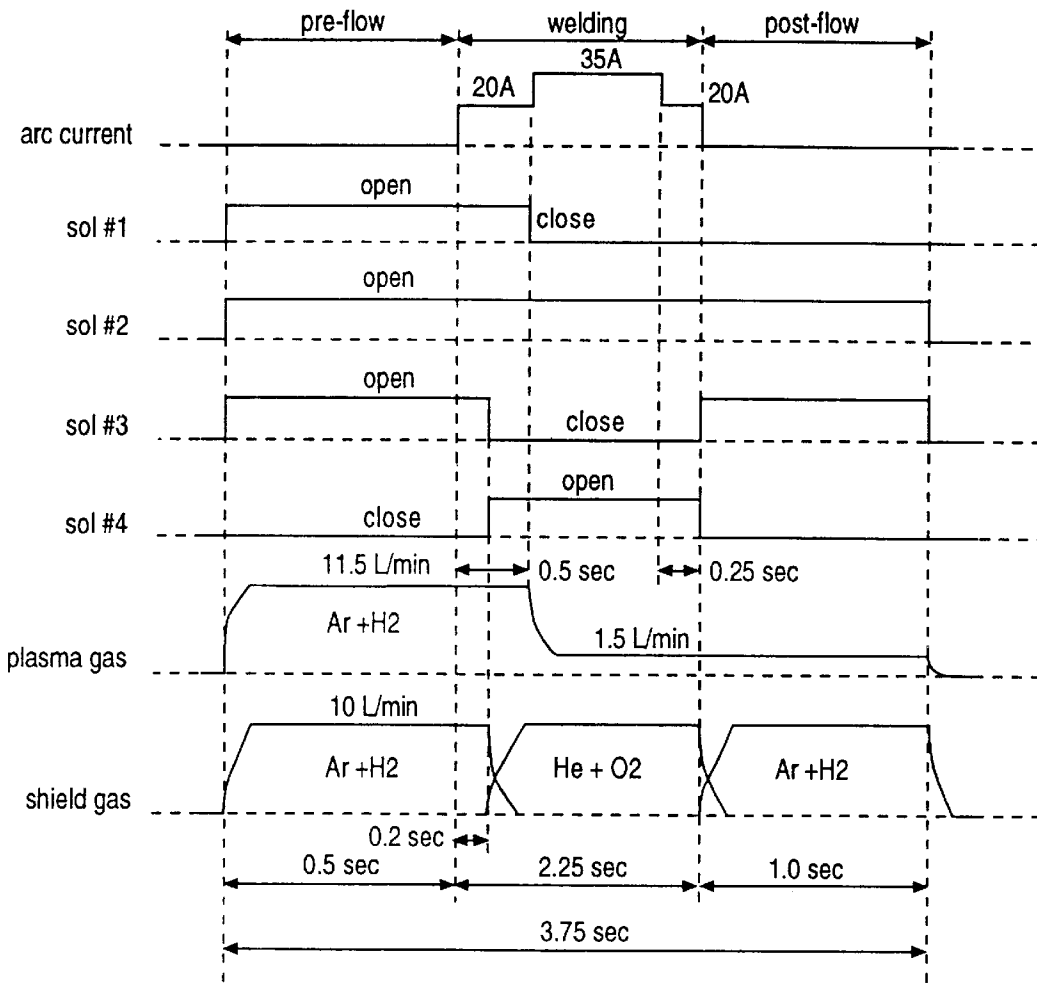 pre-flow welding post-flow
35A
20A 20A
arc current
open
sol #1 close
open
sol #2
open
sol #3 close
open
sol #4 close
11.5 L/min 0.5 sec 0.25 sec
Ar +H2
1.5 L/min
plasma gas
10 L/min
Ar +H2 He + O2 Ar +H2
shield gas
0.2 sec
0.5 sec 2.25 sec 1.0 sec
3.75 sec